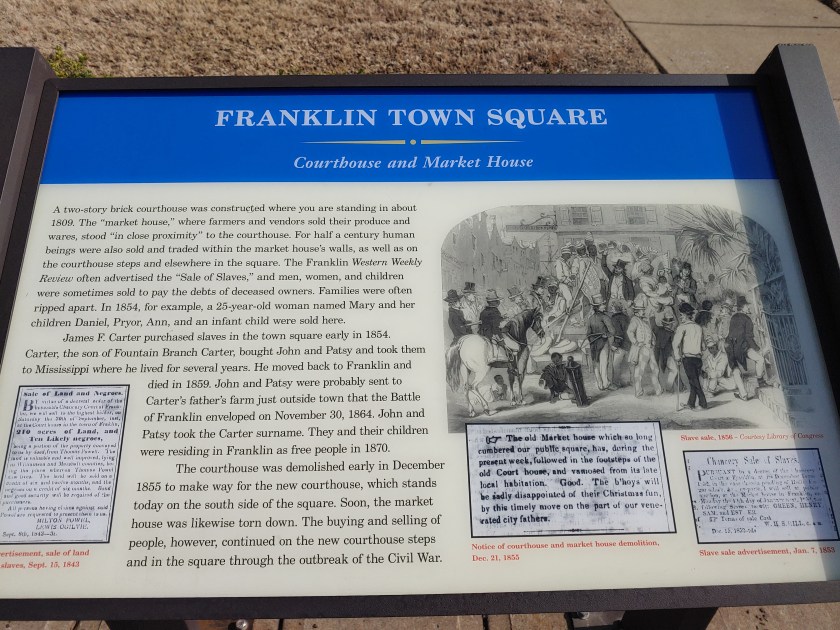 FRANKLIN TOWN SQUARE
Courthouse and Market House
A two-story brick courthouse was constructed where you are standing in about
1809. The “market house,” where farmers and vendors sold their produce and
wares, stood “in close proximity” to the courthouse. For half a century human
beings were also sold and traded within the market house’s walls, as well as on
the courthouse steps and elsewhere in the square. The Franklin Western Weekly
Review often advertised the “Sale of Slaves,” and men, women, and children
were sometimes sold to pay the debts of deceased owners. Families were often
ripped apart. In 1854, for example, a 25-year-old woman named Mary and her
children Daniel, Pryor, Ann, and an infant child were sold here.
James F. Carter purchased slaves in the town square early in 1854.
Carter, the son of Fountain Branch Carter, bought John and Patsy and took them
to Mississippi where he lived for several years. He moved back to Franklin and
died in 1859. John and Patsy were probably sent to
Carter’s father’s farm just outside town that the Battle
of Franklin enveloped on November 30, 1864. John and
Patsy took the Carter surname. They and their children
were residing in Franklin as free people in 1870.
The courthouse was demolished early in December
1855 to make way for the new courthouse, which stands
today on the south side of the square. Soon, the market
house was likewise torn down. The buying and selling of
people, however, continued on the new courthouse steps
and in the square through the outbreak of the Civil War.
Sale of Land and Negroes.
210 acres of Land, and
Ten Likely negroes,
MILTON POWEL,
LEWIS OGILVIE.
ertisement, sale of land
slaves, Sept. 15, 1843
The old Market house which so long
cumbered our public square, has, during the
present week, followed in the footsteps of the
old Court house, and vamosed from its late
local habitation. Good. The b'hoys will
be sadly disappointed of their Christmas fun,
by this timely move on the part of our vene-
rated city fathers.
Notice of courthouse and market house demolition,
Dec. 21, 1855
Slave sale, 1856 – Courtesy Library of Congress
Chancery Sale of Slaves.
Slave sale advertisement, Jan. 7, 1853